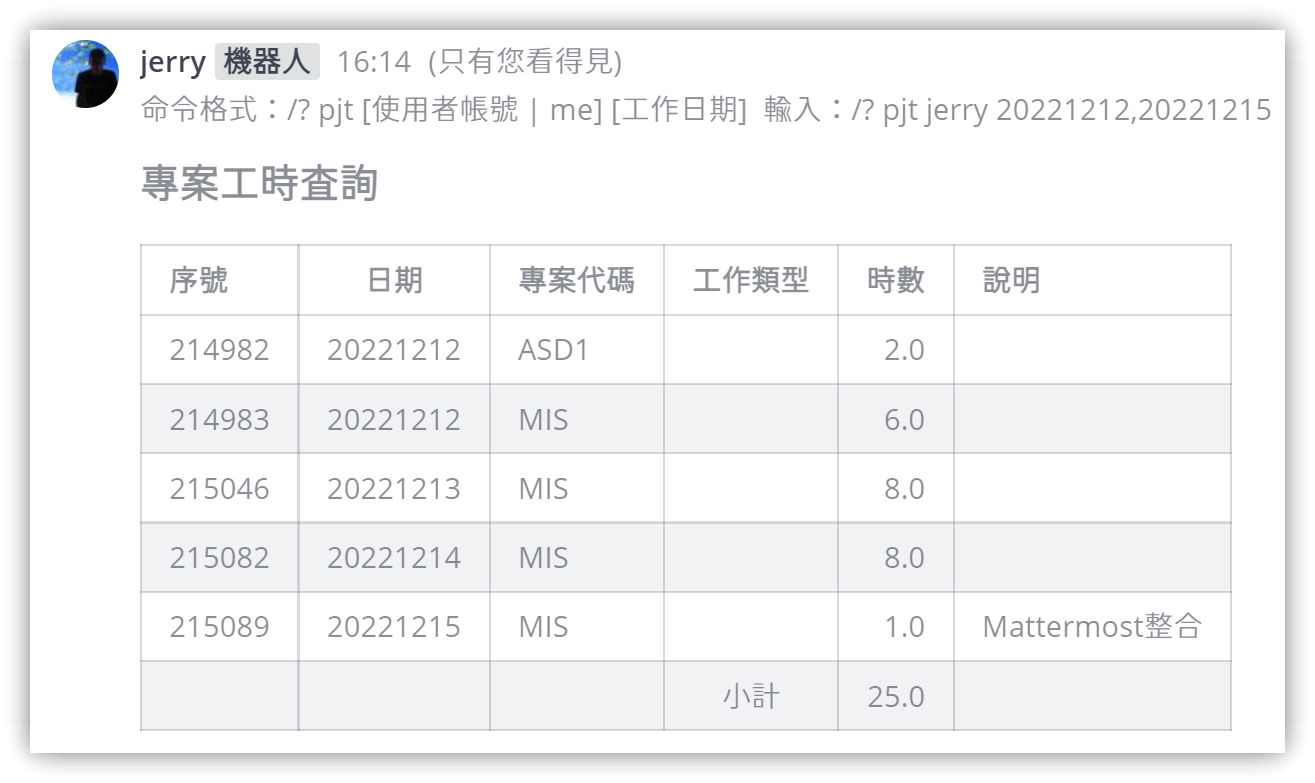 jerry 機器人 16:14 (只有您看得見)
命令格式：/? pjt [使用者帳號 | me] [工作日期] 輸入：/? pjt jerry 20221212,20221215
專案工時查詢
序號 日期 專案代碼 工作類型 時數 說明
214982 20221212 ASD1 2.0
214983 20221212 MIS 6.0
215046 20221213 MIS 8.0
215082 20221214 MIS 8.0
215089 20221215 MIS 1.0 Mattermost整合
小計 25.0